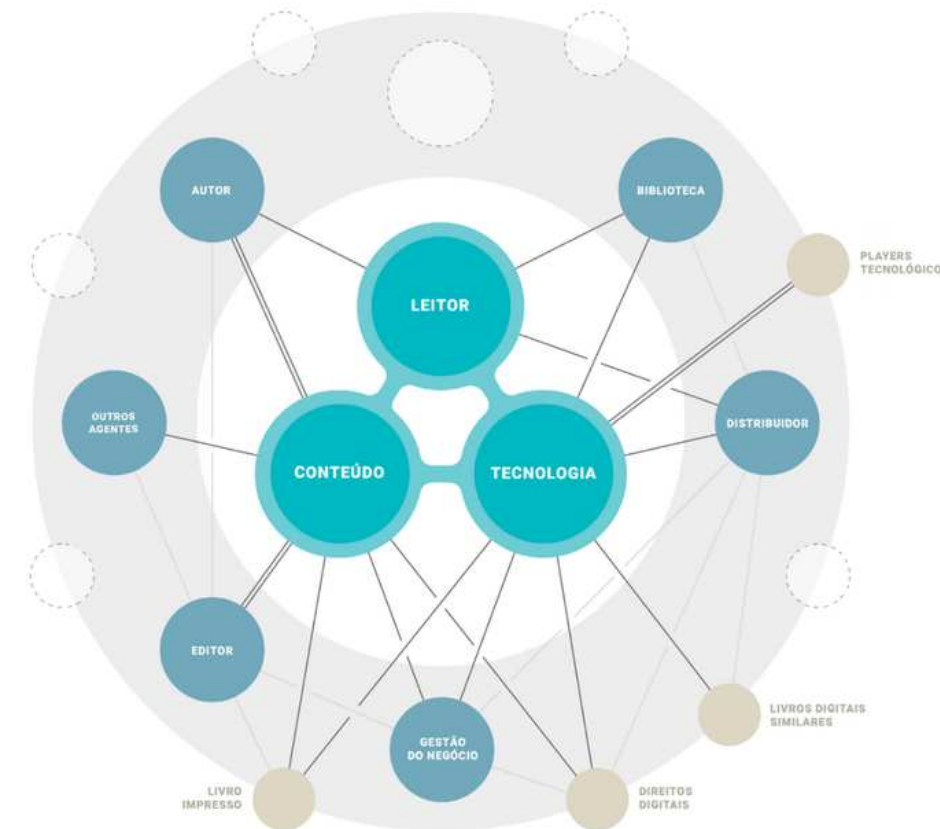 AUTOR
BIBLIOTECA
PLAYERS
TECNOLÓGICO
LEITOR
OUTROS
AGENTES
DISTRIBUIDOR
CONTEÚDO
TECNOLOGIA
EDITOR
LIVROS DIGITAIS
SIMILARES
GESTÃO
DO NEGÓCIO
LIVRO
IMPRESSO
DIREITOS
DIGITAIS